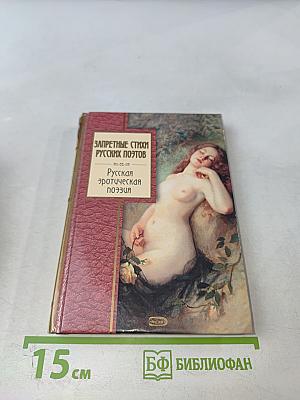 ЗАПРЕТНЫЕ СТИХИ
РУССКИХ ПОЭТОВ
Русская
эротическая
поэзия
15 см
БФ БИБЛИОФАН